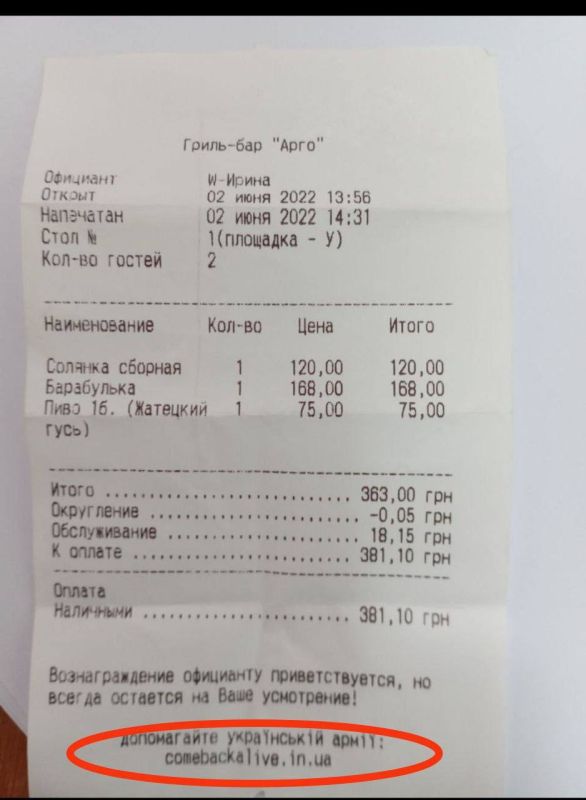 Гриль-бар "Арго"
Официант W-Ирина
Открыт 02 июня 2022 13:56
Напечатан 02 июня 2022 14:31
Стол № 1(площадка - У)
Кол-во гостей 2
Наименование Кол-во Цена Итого
Солянка сборная 1 120,00 120,00
Барабулька 1 168,00 168,00
Пиво 1б. (Жатецкий 1 75,00 75,00
гусь)
Итого ............................ 363,00 грн
Округление ........................ -0,05 грн
Обслуживание ...................... 18,15 грн
К оплате ......................... 381,10 грн
Оплата
Наличными ........................ 381,10 грн
Вознаграждение официанту приветствуется, но
всегда остается на Ваше усмотрение!
допомагайте українській армії:
comebackalive.in.ua